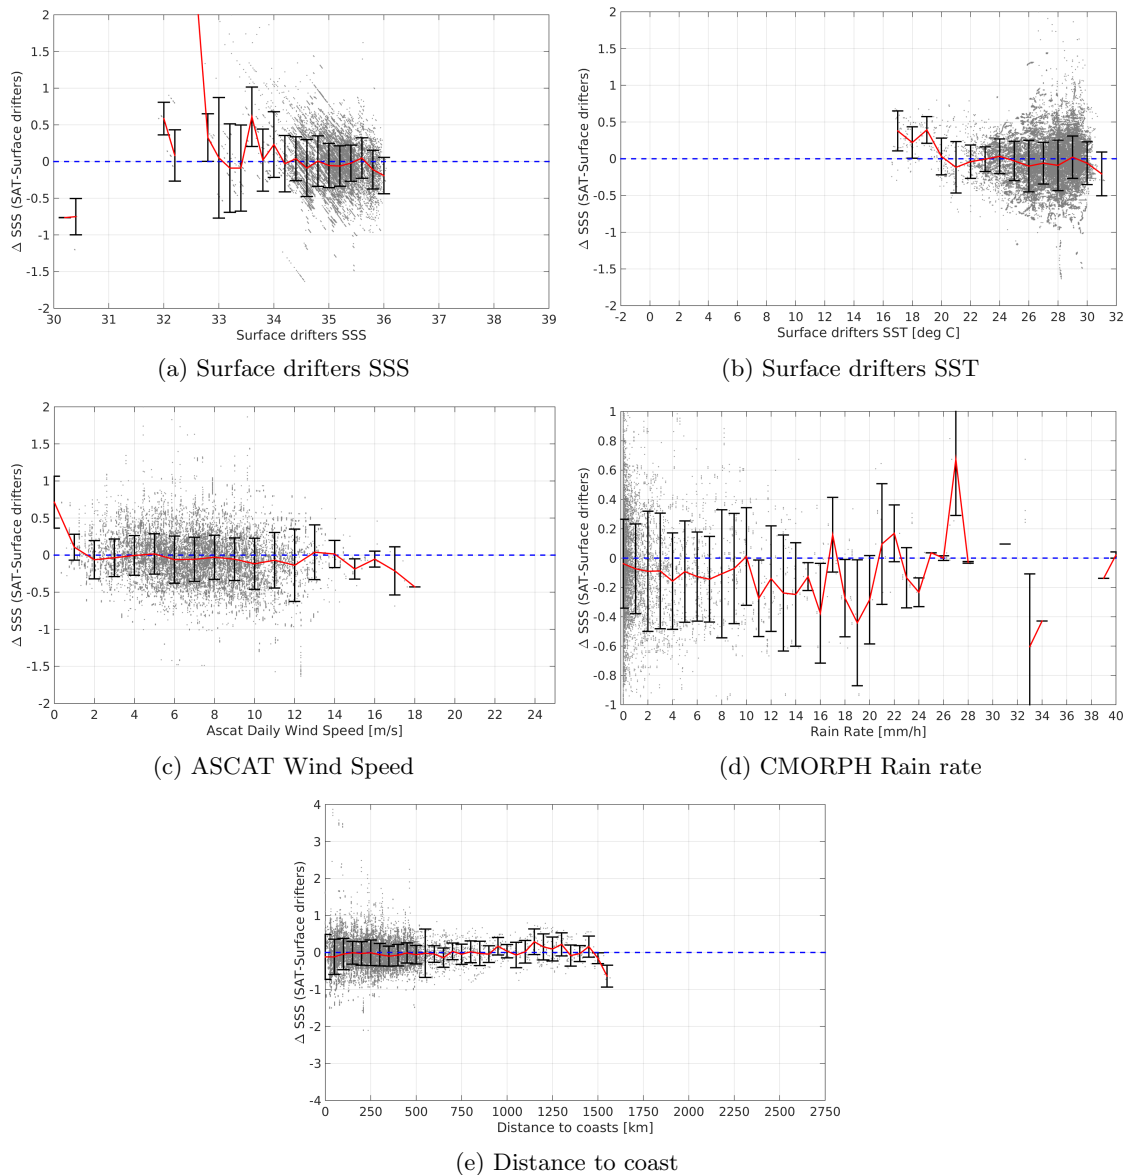 2
1.5
1
0.5
0
-0.5
-1
-1.5
-2
Δ SSS (SAT-Surface drifters)
30 31 32 33 34 35 36 37 38 39
Surface drifters SSS
(a) Surface drifters SSS
2
1.5
1
0.5
0
-0.5
-1
-1.5
-2
Δ SSS (SAT-Surface drifters)
-2 0 2 4 6 8 10 12 14 16 18 20 22 24 26 28 30 32
Surface drifters SST [deg C]
(b) Surface drifters SST
2
1.5
1
0.5
0
-0.5
-1
-1.5
-2
Δ SSS (SAT-Surface drifters)
0 2 4 6 8 10 12 14 16 18 20 22 24
Ascat Daily Wind Speed [m/s]
(c) ASCAT Wind Speed
1
0.8
0.6
0.4
0.2
0
-0.2
-0.4
-0.6
-0.8
-1
Δ SSS (SAT-Surface drifters)
0 2 4 6 8 10 12 14 16 18 20 22 24 26 28 30 32 34 36 38 40
Rain Rate [mm/h]
(d) CMORPH Rain rate
4
3
2
1
0
-1
-2
-3
-4
Δ SSS (SAT-Surface drifters)
0 250 500 750 1000 1250 1500 1750 2000 2250 2500 2750
Distance to coasts [km]
(e) Distance to coast